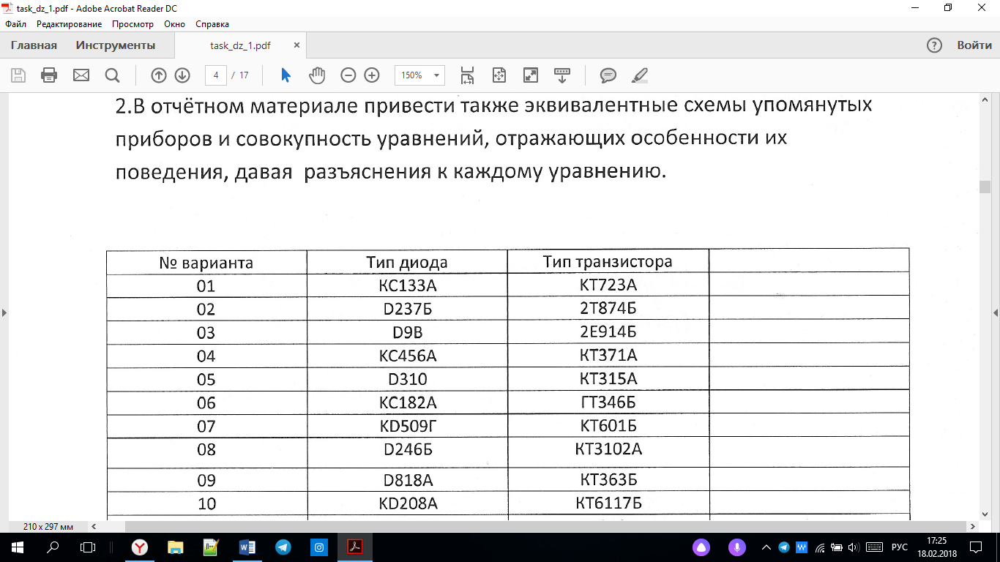 task_dz_1.pdf - Adobe Acrobat Reader DC
Файл Редактирование Просмотр Окно Справка
Главная Инструменты task_dz_1.pdf × ? Войти
4 / 17 150%
2.В отчётном материале привести также эквивалентные схемы упомянутых
приборов и совокупность уравнений, отражающих особенности их
поведения, давая разъяснения к каждому уравнению.
№ варианта Тип диода Тип транзистора
01 КС133А КТ723А
02 D237Б 2Т874Б
03 D9В 2Е914Б
04 КС456А КТ371А
05 D310 КТ315А
06 КС182А ГТ346Б
07 КD509Г КТ601Б
08 D246Б КТ3102А
09 D818А КТ363Б
10 КD208А КТ6117Б
210 x 297 мм
РУС 17:25
18.02.2018